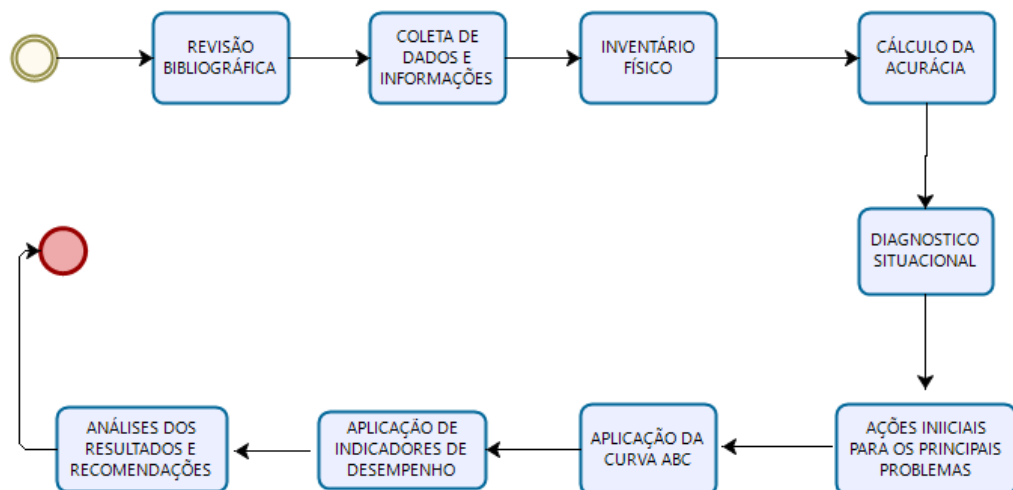 REVISÃO
BIBLIOGRÁFICA
COLETA DE
DADOS E
INFORMAÇÕES
INVENTÁRIO
FÍSICO
CÁLCULO DA
ACURÁCIA
DIAGNOSTICO
SITUACIONAL
AÇÕES INIICIAIS
PARA OS PRINCIPAIS
PROBLEMAS
APLICAÇÃO DA
CURVA ABC
APLICAÇÃO DE
INDICADORES DE
DESEMPENHO
ANÁLISES DOS
RESULTADOS E
RECOMENDAÇÕES